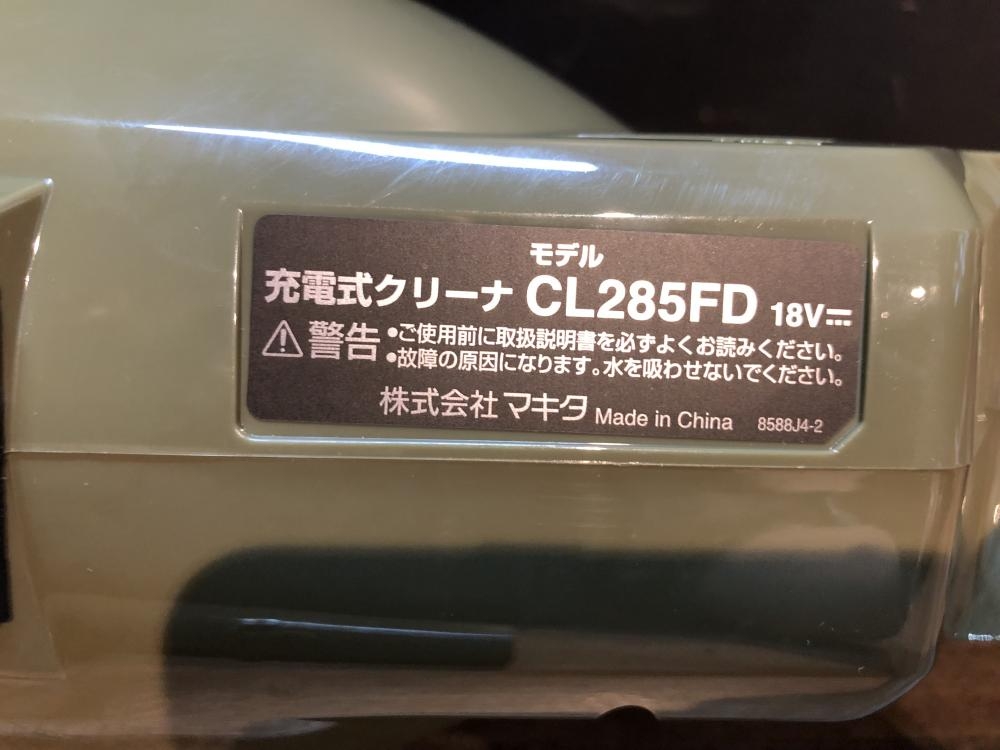 モデル
充電式クリーナ CL285FD 18V⎓
⚠警告 •ご使用前に取扱説明書を必ずよくお読みください。
•故障の原因になります。水を吸わせないでください。
株式会社マキタ Made in China 8588J4-2